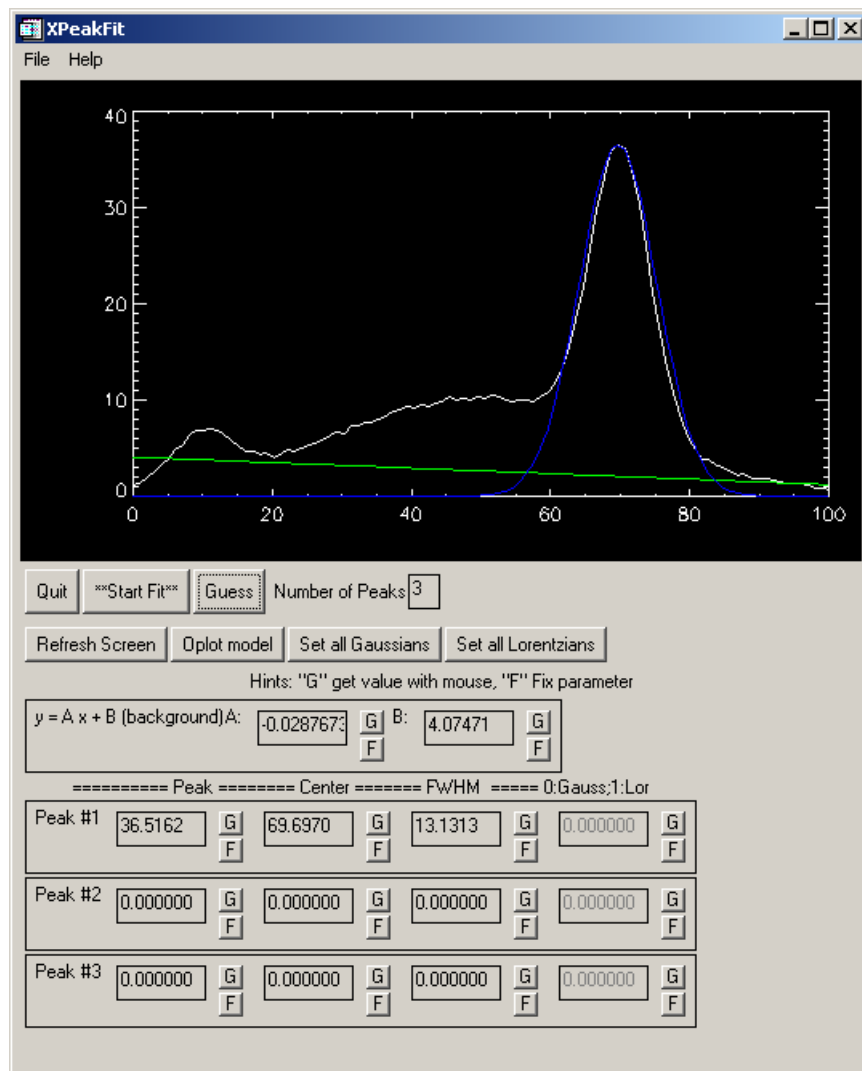 XPeakFit
File Help
40
30
20
10
0
0 20 40 60 80 100
Quit **Start Fit** Guess Number of Peaks 3
Refresh Screen Oplot model Set all Gaussians Set all Lorentzians
Hints: "G" get value with mouse, "F" Fix parameter
y = A x + B (background)A: -0.0287673 G B: 4.07471 G
F F
========== Peak ======== Center ======= FWHM ===== 0:Gauss;1:Lor
Peak #1 36.5162 G 69.6970 G 13.1313 G 0.000000 G
F F F F
Peak #2 0.000000 G 0.000000 G 0.000000 G 0.000000 G
F F F F
Peak #3 0.000000 G 0.000000 G 0.000000 G 0.000000 G
F F F F